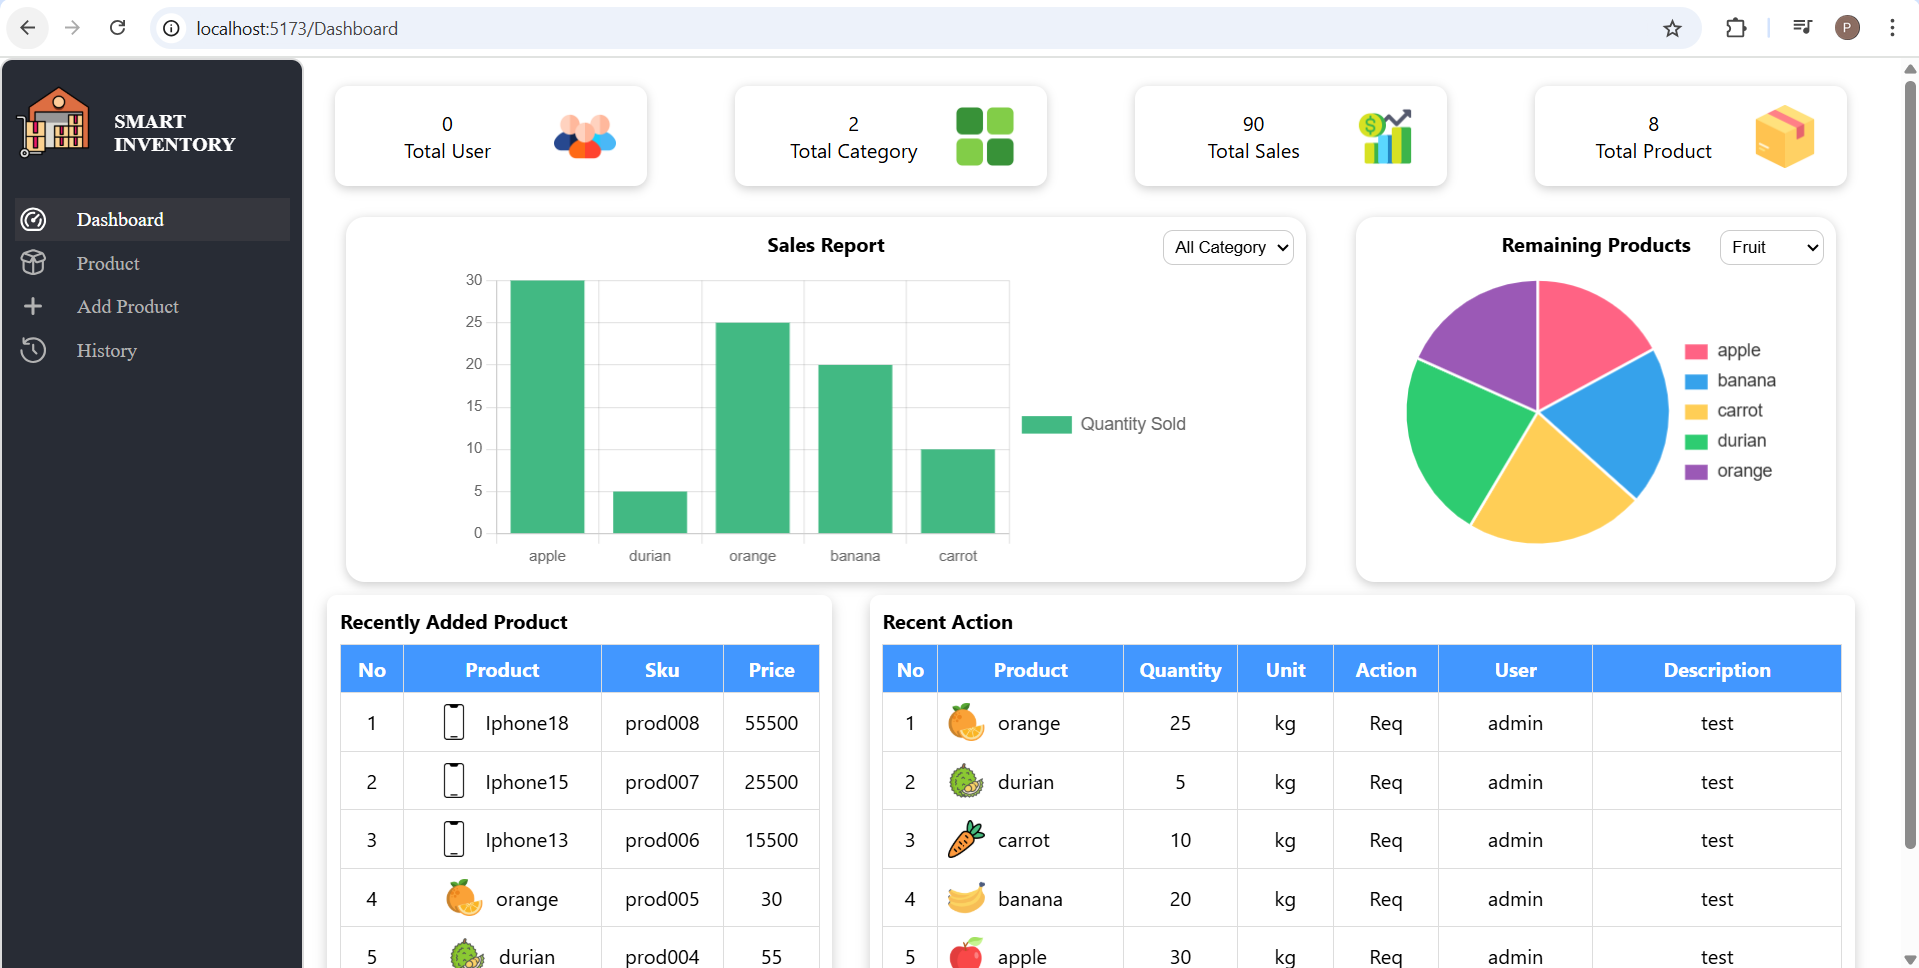 localhost:5173/Dashboard
P
SMART
INVENTORY
Dashboard
Product
Add Product
History
0
Total User
2
Total Category
90
Total Sales
8
Total Product
Sales Report
All Category
30
25
20
15
10
5
0
apple durian orange banana carrot
Quantity Sold
Remaining Products
Fruit
apple
banana
carrot
durian
orange
Recently Added Product
No Product Sku Price
1 Iphone18 prod008 55500
2 Iphone15 prod007 25500
3 Iphone13 prod006 15500
4 orange prod005 30
5 durian prod004 55
Recent Action
No Product Quantity Unit Action User Description
1 orange 25 kg Req admin test
2 durian 5 kg Req admin test
3 carrot 10 kg Req admin test
4 banana 20 kg Req admin test
5 apple 30 kg Req admin test